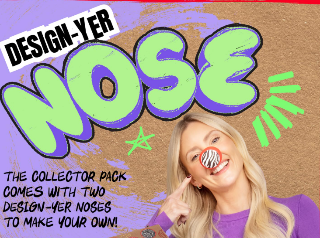 DESIGN-YER
NOSE
THE COLLECTOR PACK
COMES WITH TWO
DESIGN-YER NOSES
TO MAKE YOUR OWN!